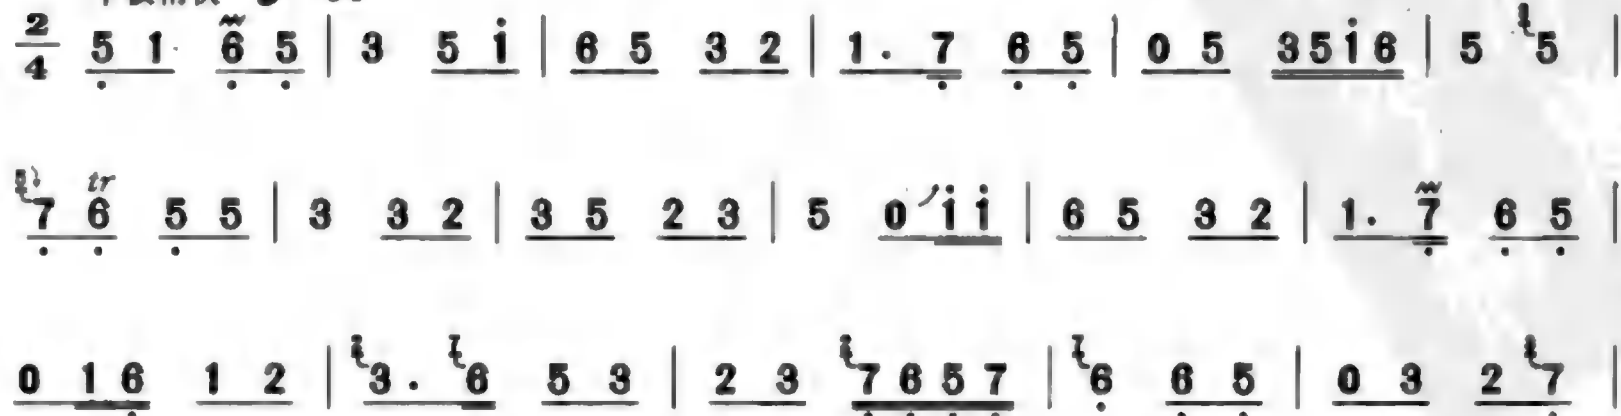 2/4 5̣ 1 6̣ 5̣ | 3 5 i | 6 5 3 2 | 1. 7̣ 6̣ 5̣ | 0 5 3 5 i 6 | 5 5 |
7̣ tr 6̣ 5̣ 5 | 3 3 2 | 3 5 2 3 | 5 0 i i | 6 5 3 2 | 1. 7̣ 6̣ 5̣ |
0 1 6̣ 1 2 | 3. 6 5 3 | 2 3 7̣ 6̣ 5̣ 7̣ | 6̣ 6̣ 5̣ | 0 3 2 7̣ |